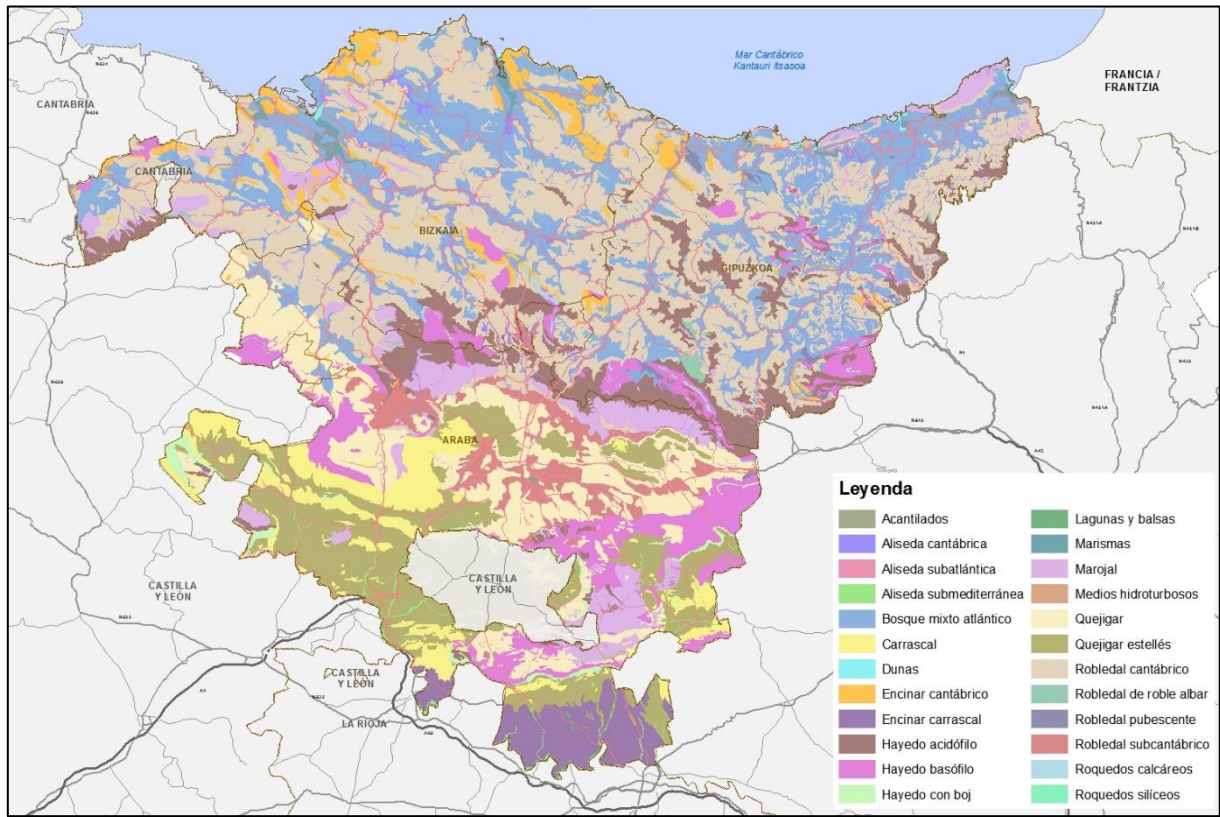 Mar Cantábrico
Kantauri Itsasoa
FRANCIA /
FRANTZIA
CANTABRIA
CANTABRIA
BIZKAIA
GIPUZKOA
ARABA
CASTILLA
Y LEÓN
CASTILLA
Y LEÓN
CASTILLA
Y LEÓN
LA RIOJA
Leyenda
Acantilados
Aliseda cantábrica
Aliseda subatlántica
Aliseda submediterránea
Bosque mixto atlántico
Carrascal
Dunas
Encinar cantábrico
Encinar carrascal
Hayedo acidófilo
Hayedo basófilo
Hayedo con boj
Lagunas y balsas
Marismas
Marojal
Medios hidroturbosos
Quejigar
Quejigar estellés
Robledal cantábrico
Robledal de roble albar
Robledal pubescente
Robledal subcantábrico
Roquedos calcáreos
Roquedos silíceos